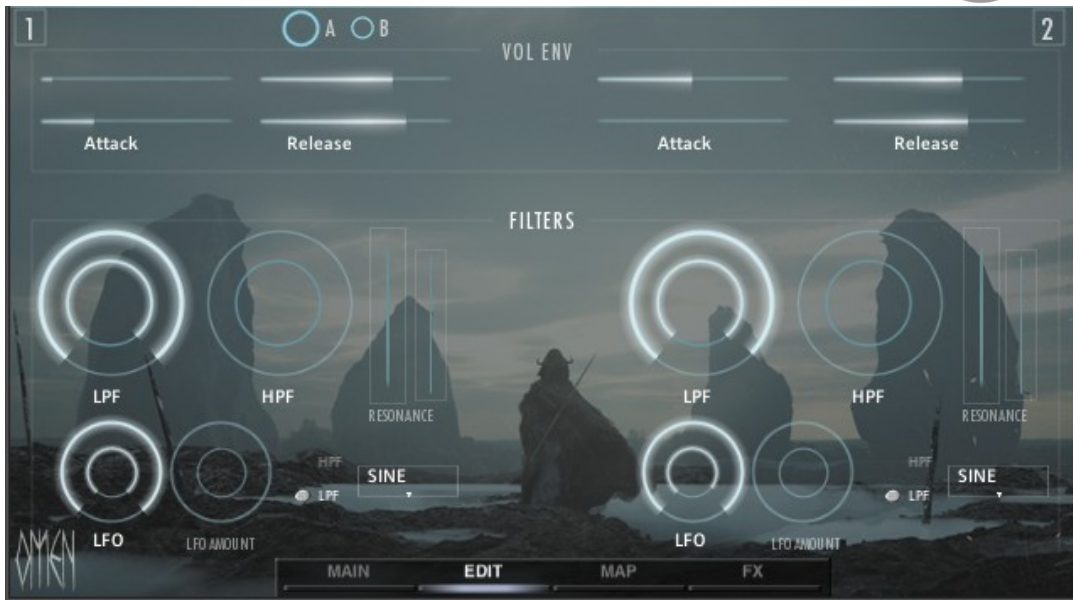 1 A B 2
VOL ENV
Attack Release Attack Release
FILTERS
LPF HPF LPF HPF
RESONANCE RESONANCE
HPF HPF
SINE SINE
LPF LPF
LFO LFO AMOUNT LFO LFO AMOUNT
OMEN
MAIN EDIT MAP FX